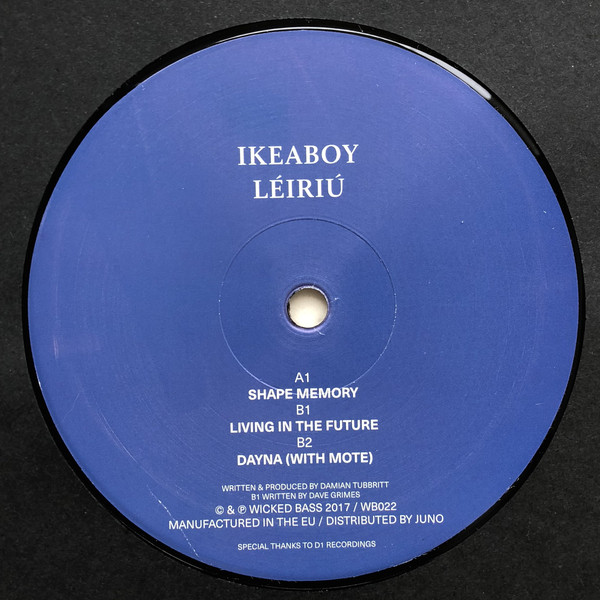 IKEABOY
LÉIRIÚ
A1
SHAPE MEMORY
B1
LIVING IN THE FUTURE
B2
DAYNA (WITH MOTE)
WRITTEN & PRODUCED BY DAMIAN TUBBRITT
B1 WRITTEN BY DAVE GRIMES
© & ℗ WICKED BASS 2017 / WB022
MANUFACTURED IN THE EU / DISTRIBUTED BY JUNO
SPECIAL THANKS TO D1 RECORDINGS